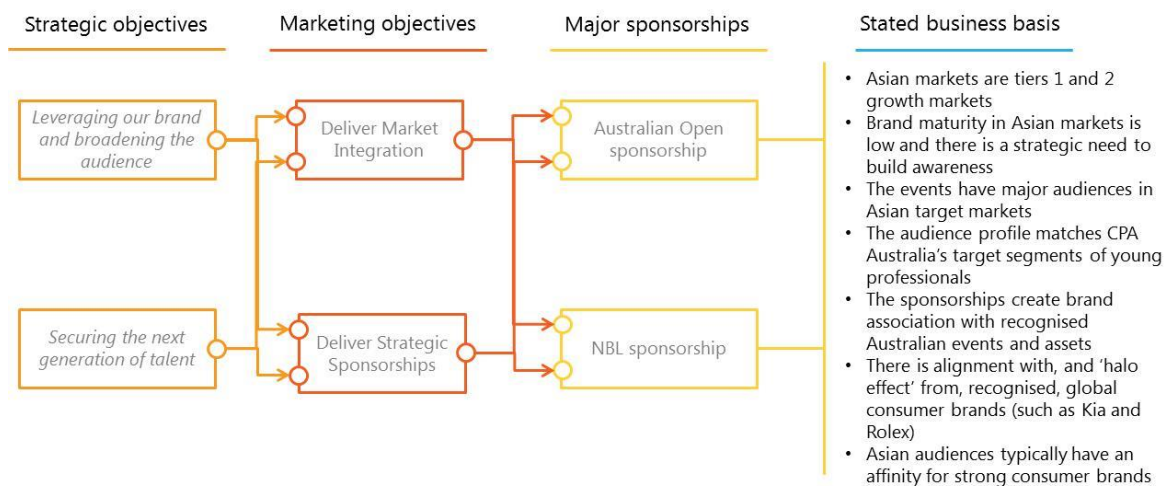 Strategic objectives
Marketing objectives
Major sponsorships
Stated business basis
Leveraging our brand
and broadening the
audience
Securing the next
generation of talent
Deliver Market
Integration
Deliver Strategic
Sponsorships
Australian Open
sponsorship
NBL sponsorship
• Asian markets are tiers 1 and 2
growth markets
• Brand maturity in Asian markets is
low and there is a strategic need to
build awareness
• The events have major audiences in
Asian target markets
• The audience profile matches CPA
Australia’s target segments of young
professionals
• The sponsorships create brand
association with recognised
Australian events and assets
• There is alignment with, and ‘halo
effect’ from, recognised, global
consumer brands (such as Kia and
Rolex)
• Asian audiences typically have an
affinity for strong consumer brands